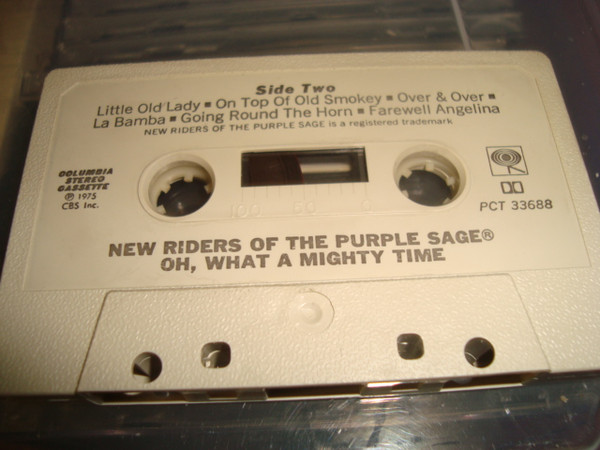 Side Two
Little Old Lady ■ On Top Of Old Smokey ■ Over & Over ■
La Bamba ■ Going Round The Horn ■ Farewell Angelina
NEW RIDERS OF THE PURPLE SAGE is a registered trademark
COLUMBIA
STEREO
CASSETTE
℗ 1975
CBS Inc.
100 50
PCT 33688
NEW RIDERS OF THE PURPLE SAGE®
OH, WHAT A MIGHTY TIME